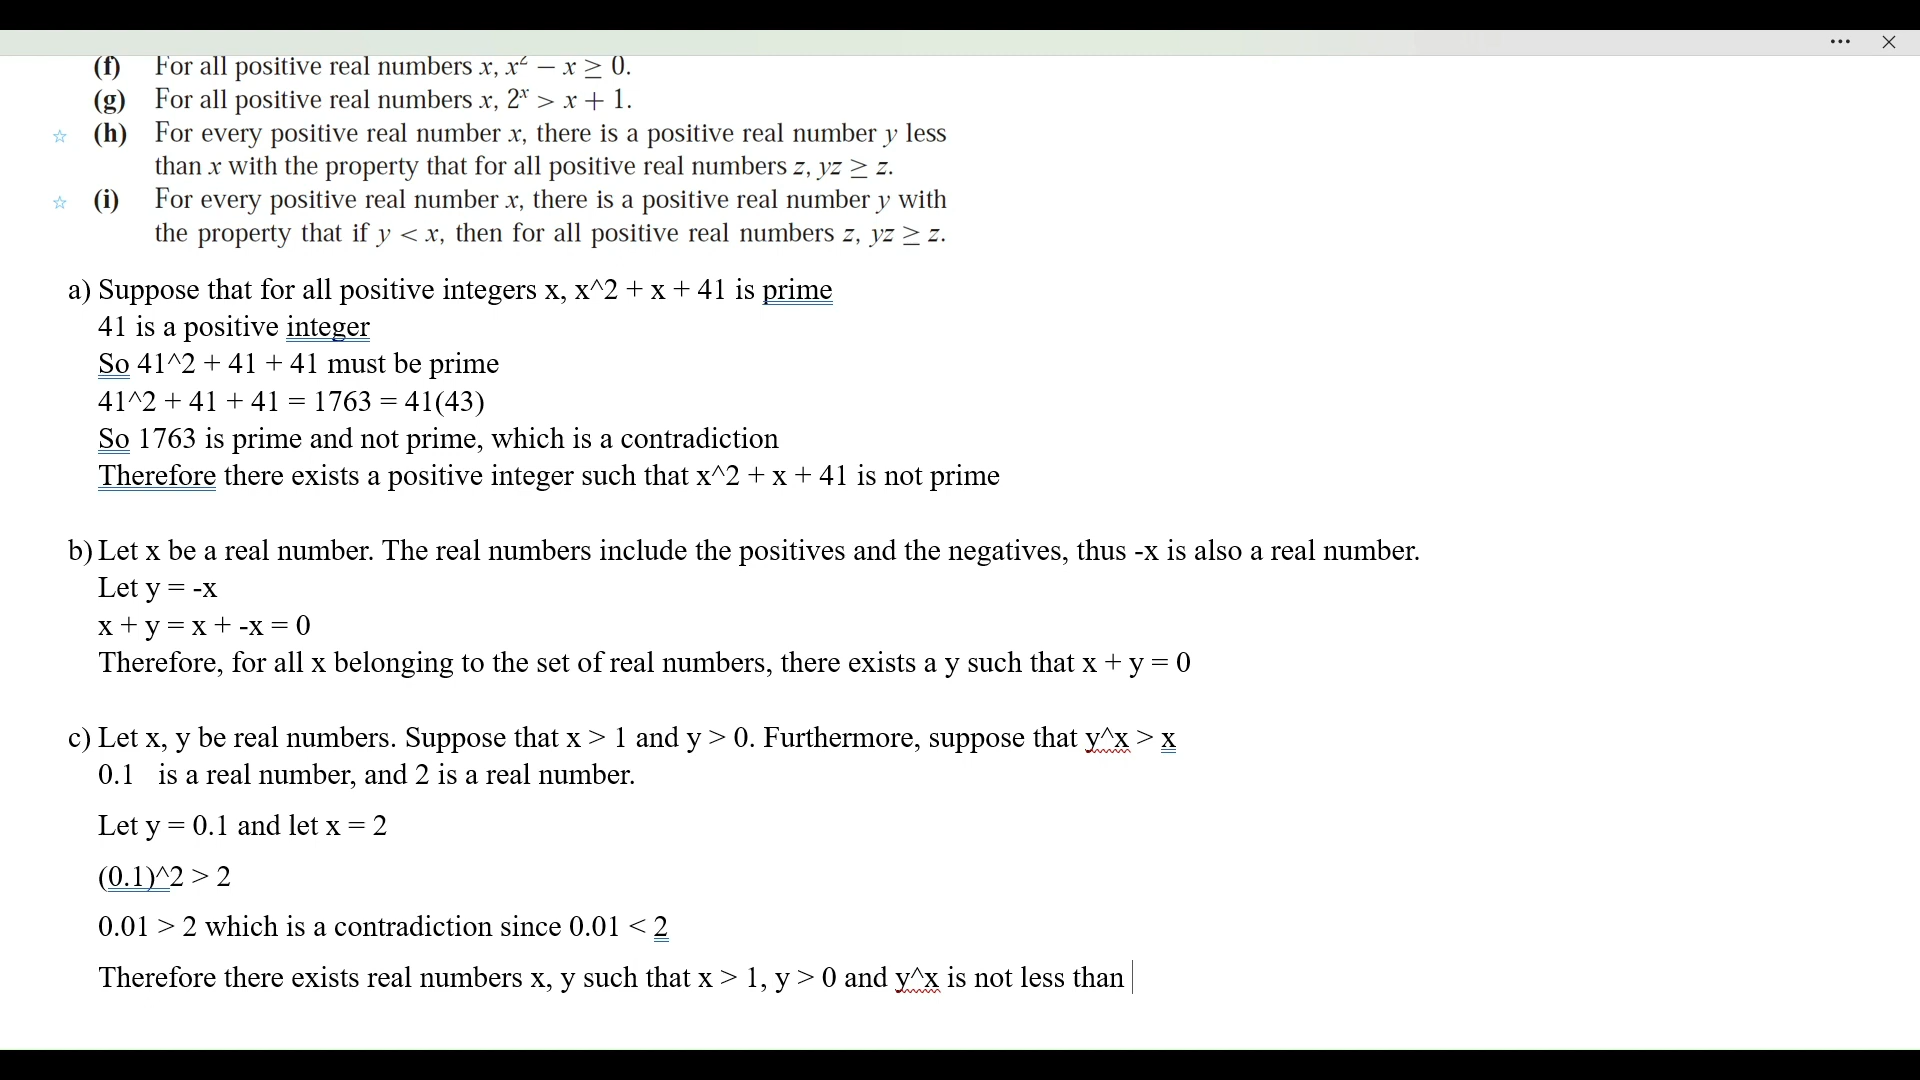 (f) For all positive real numbers x, x² − x ≥ 0.
(g) For all positive real numbers x, 2ˣ > x + 1.
☆ (h) For every positive real number x, there is a positive real number y less
than x with the property that for all positive real numbers z, yz ≥ z.
☆ (i) For every positive real number x, there is a positive real number y with
the property that if y < x, then for all positive real numbers z, yz ≥ z.
a) Suppose that for all positive integers x, x^2 + x + 41 is prime
41 is a positive integer
So 41^2 + 41 + 41 must be prime
41^2 + 41 + 41 = 1763 = 41(43)
So 1763 is prime and not prime, which is a contradiction
Therefore there exists a positive integer such that x^2 + x + 41 is not prime
b) Let x be a real number. The real numbers include the positives and the negatives, thus -x is also a real number.
Let y = -x
x + y = x + -x = 0
Therefore, for all x belonging to the set of real numbers, there exists a y such that x + y = 0
c) Let x, y be real numbers. Suppose that x > 1 and y > 0. Furthermore, suppose that y^x > x
0.1 is a real number, and 2 is a real number.
Let y = 0.1 and let x = 2
(0.1)^2 > 2
0.01 > 2 which is a contradiction since 0.01 < 2
Therefore there exists real numbers x, y such that x > 1, y > 0 and y^x is not less than